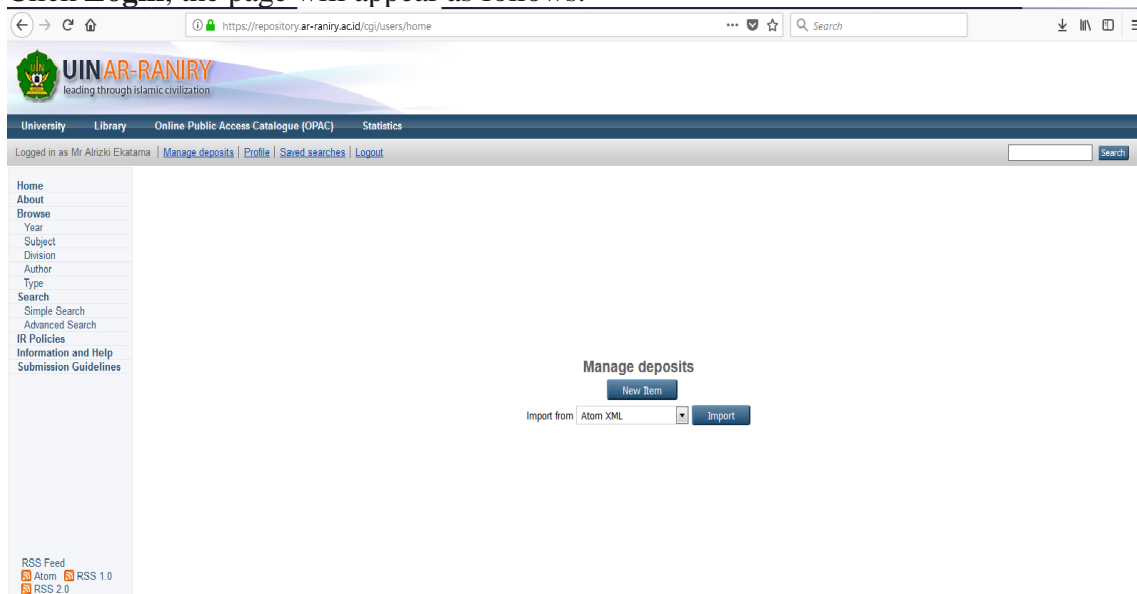 Click Login, the page will appear as follows.
https://repository.ar-raniry.ac.id/cgi/users/home
Search
UIN
UIN AR-RANIRY
leading through islamic civilization
University Library Online Public Access Catalogue (OPAC) Statistics
Logged in as Mr Alrizki Ekatama | Manage deposits | Profile | Saved searches | Logout
Search
Home
About
Browse
Year
Subject
Division
Author
Type
Search
Simple Search
Advanced Search
IR Policies
Information and Help
Submission Guidelines
Manage deposits
New Item
Import from Atom XML Import
RSS Feed
Atom RSS 1.0
RSS 2.0